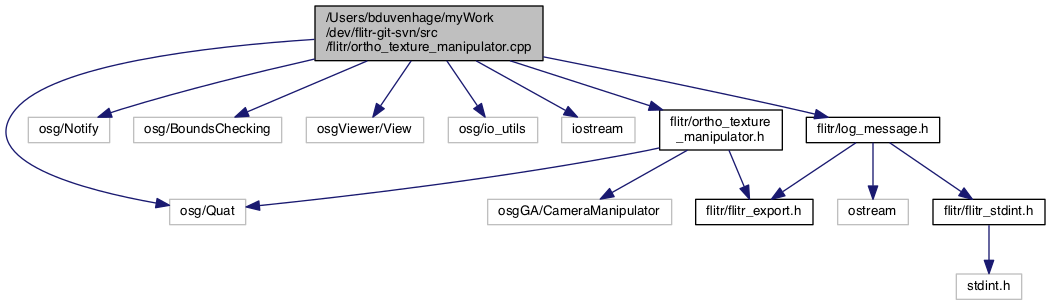 /Users/bduvenhage/myWork
/dev/flitr-git-svn/src
/flitr/ortho_texture_manipulator.cpp
osg/Notify
osg/BoundsChecking
osgViewer/View
osg/io_utils
iostream
flitr/ortho_texture
_manipulator.h
flitr/log_message.h
osg/Quat
osgGA/CameraManipulator
flitr/flitr_export.h
ostream
flitr/flitr_stdint.h
stdint.h